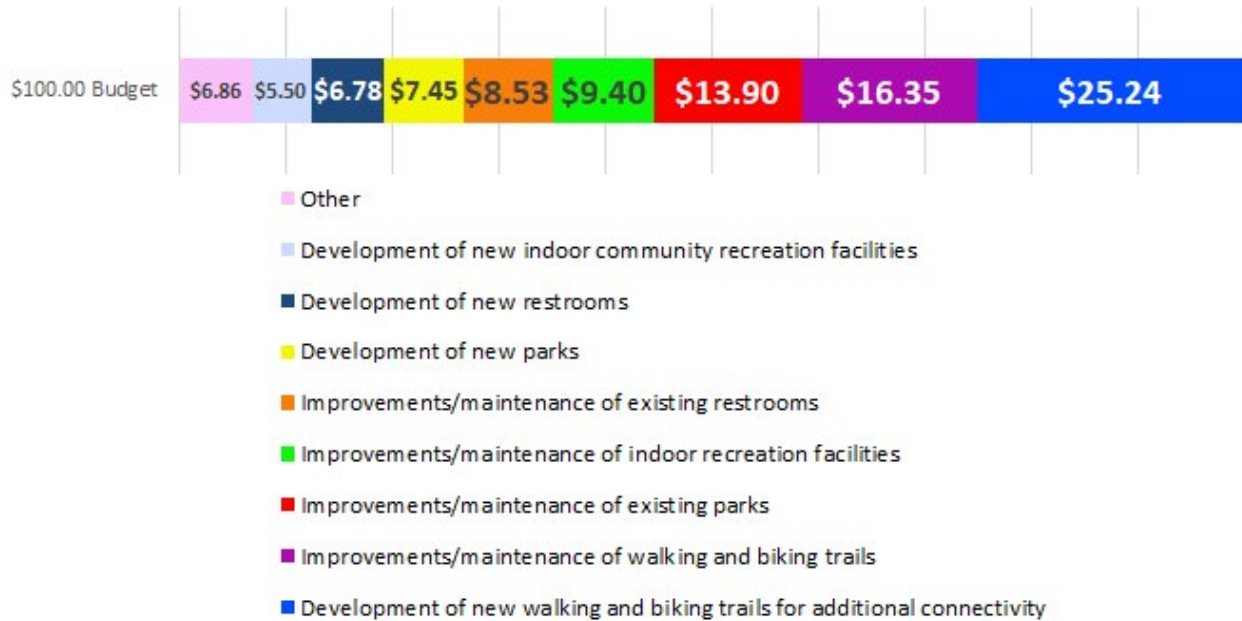 $100.00 Budget $6.86 $5.50 $6.78 $7.45 $8.53 $9.40 $13.90 $16.35 $25.24
Other
Development of new indoor community recreation facilities
Development of new restrooms
Development of new parks
Improvements/maintenance of existing restrooms
Improvements/maintenance of indoor recreation facilities
Improvements/maintenance of existing parks
Improvements/maintenance of walking and biking trails
Development of new walking and biking trails for additional connectivity